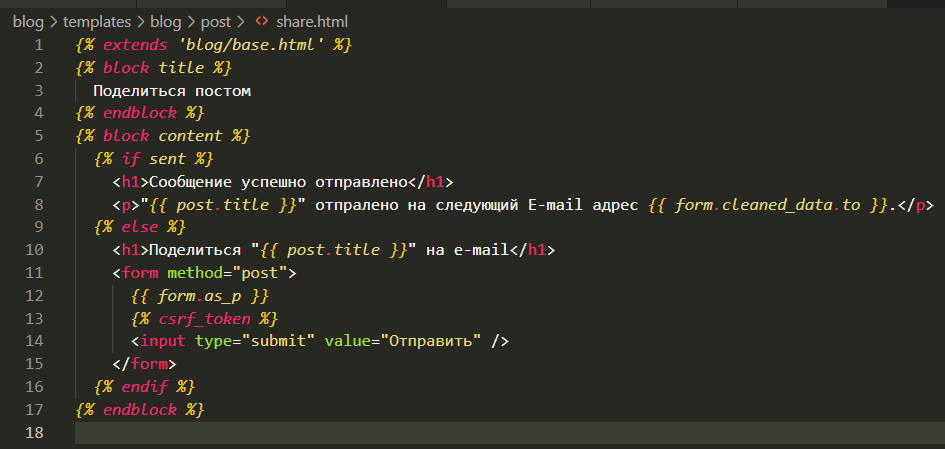 blog > templates > blog > post > <> share.html
1 {% extends 'blog/base.html' %}
2 {% block title %}
3 Поделиться постом
4 {% endblock %}
5 {% block content %}
6 {% if sent %}
7 <h1>Сообщение успешно отправлено</h1>
8 <p>"{{ post.title }}" отпралено на следующий E-mail адрес {{ form.cleaned_data.to }}.</p>
9 {% else %}
10 <h1>Поделиться "{{ post.title }}" на e-mail</h1>
11 <form method="post">
12 {{ form.as_p }}
13 {% csrf_token %}
14 <input type="submit" value="Отправить" />
15 </form>
16 {% endif %}
17 {% endblock %}
18